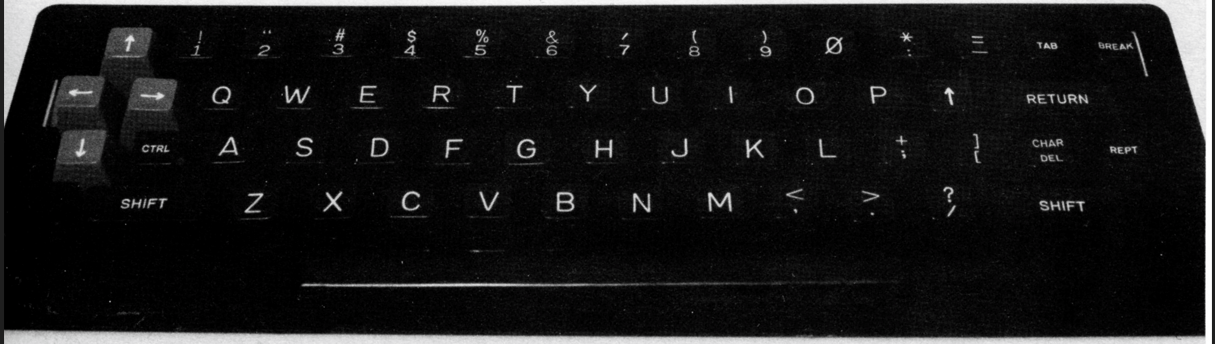 ↑ ! " # $ % & ' ( ) Ø * = TAB BREAK
1 2 3 4 5 6 7 8 9 : -
← → Q W E R T Y U I O P ↑ RETURN
↓ CTRL A S D F G H J K L + ; ] [ CHAR DEL REPT
SHIFT Z X C V B N M < , > . ? / SHIFT